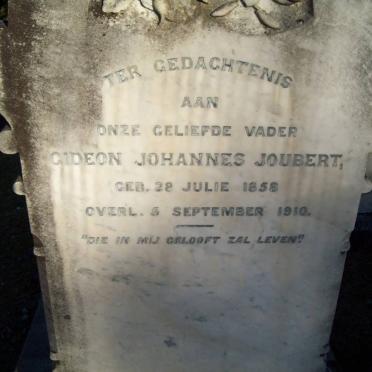 TER GEDACHTENIS
AAN
ONZE GELIEFDE VADER
GIDEON JOHANNES JOUBERT,
GEB. 28 JULIE 1858
OVERL. 5 SEPTEMBER 1910.
"DIE IN MIJ GELOOFT ZAL LEVEN"